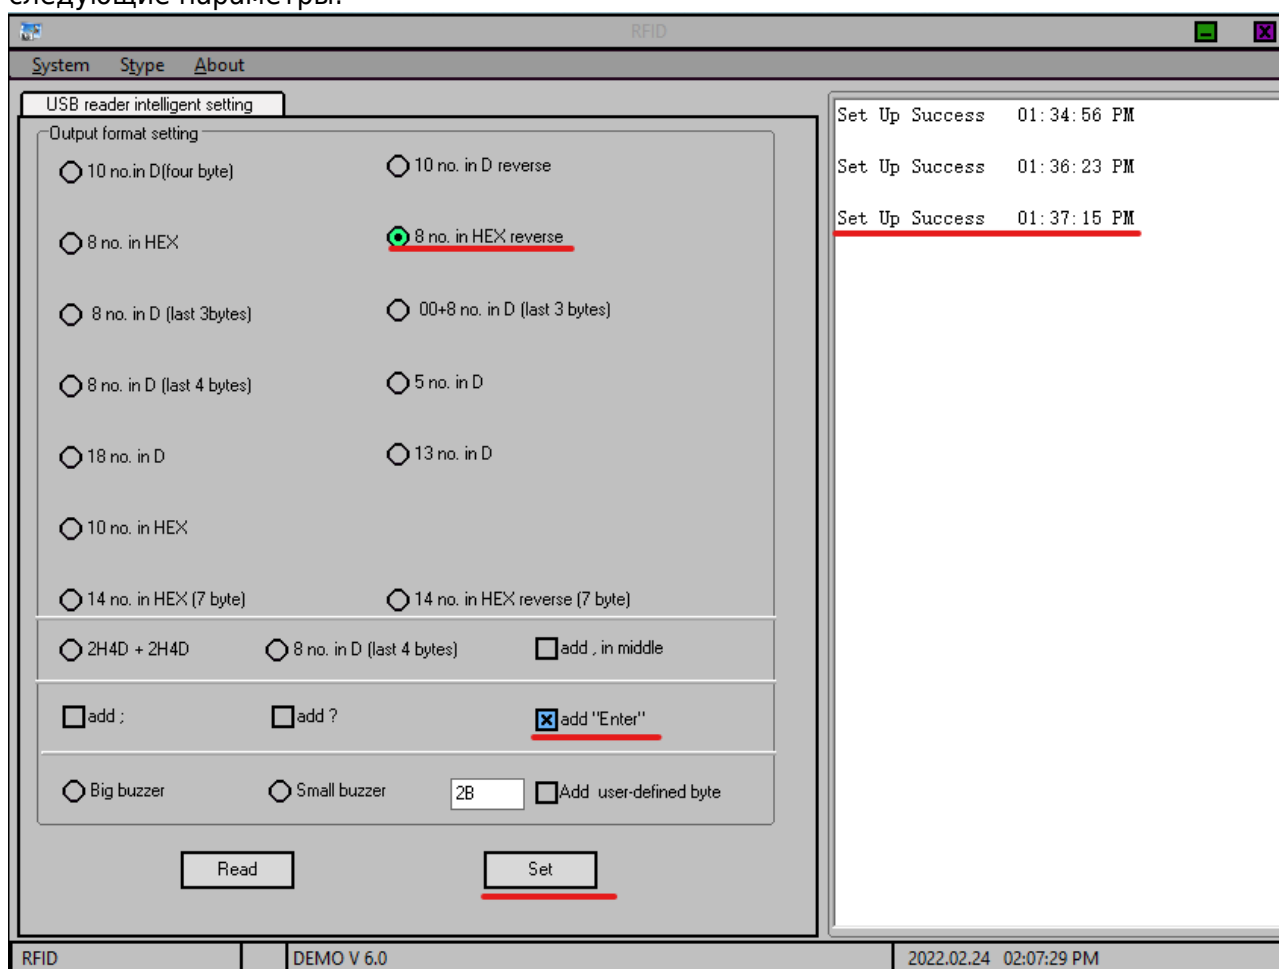 следующие параметры:
RFID
System Stype About
USB reader intelligent setting
Output format setting
10 no.in D(four byte)
10 no. in D reverse
8 no. in HEX
8 no. in HEX reverse
8 no. in D (last 3bytes)
00+8 no. in D (last 3 bytes)
8 no. in D (last 4 bytes)
5 no. in D
18 no. in D
13 no. in D
10 no. in HEX
14 no. in HEX (7 byte)
14 no. in HEX reverse (7 byte)
2H4D + 2H4D
8 no. in D (last 4 bytes)
add , in middle
add ;
add ?
add "Enter"
Big buzzer
Small buzzer
2B
Add user-defined byte
Read
Set
Set Up Success 01:34:56 PM
Set Up Success 01:36:23 PM
Set Up Success 01:37:15 PM
RFID
DEMO V 6.0
2022.02.24 02:07:29 PM